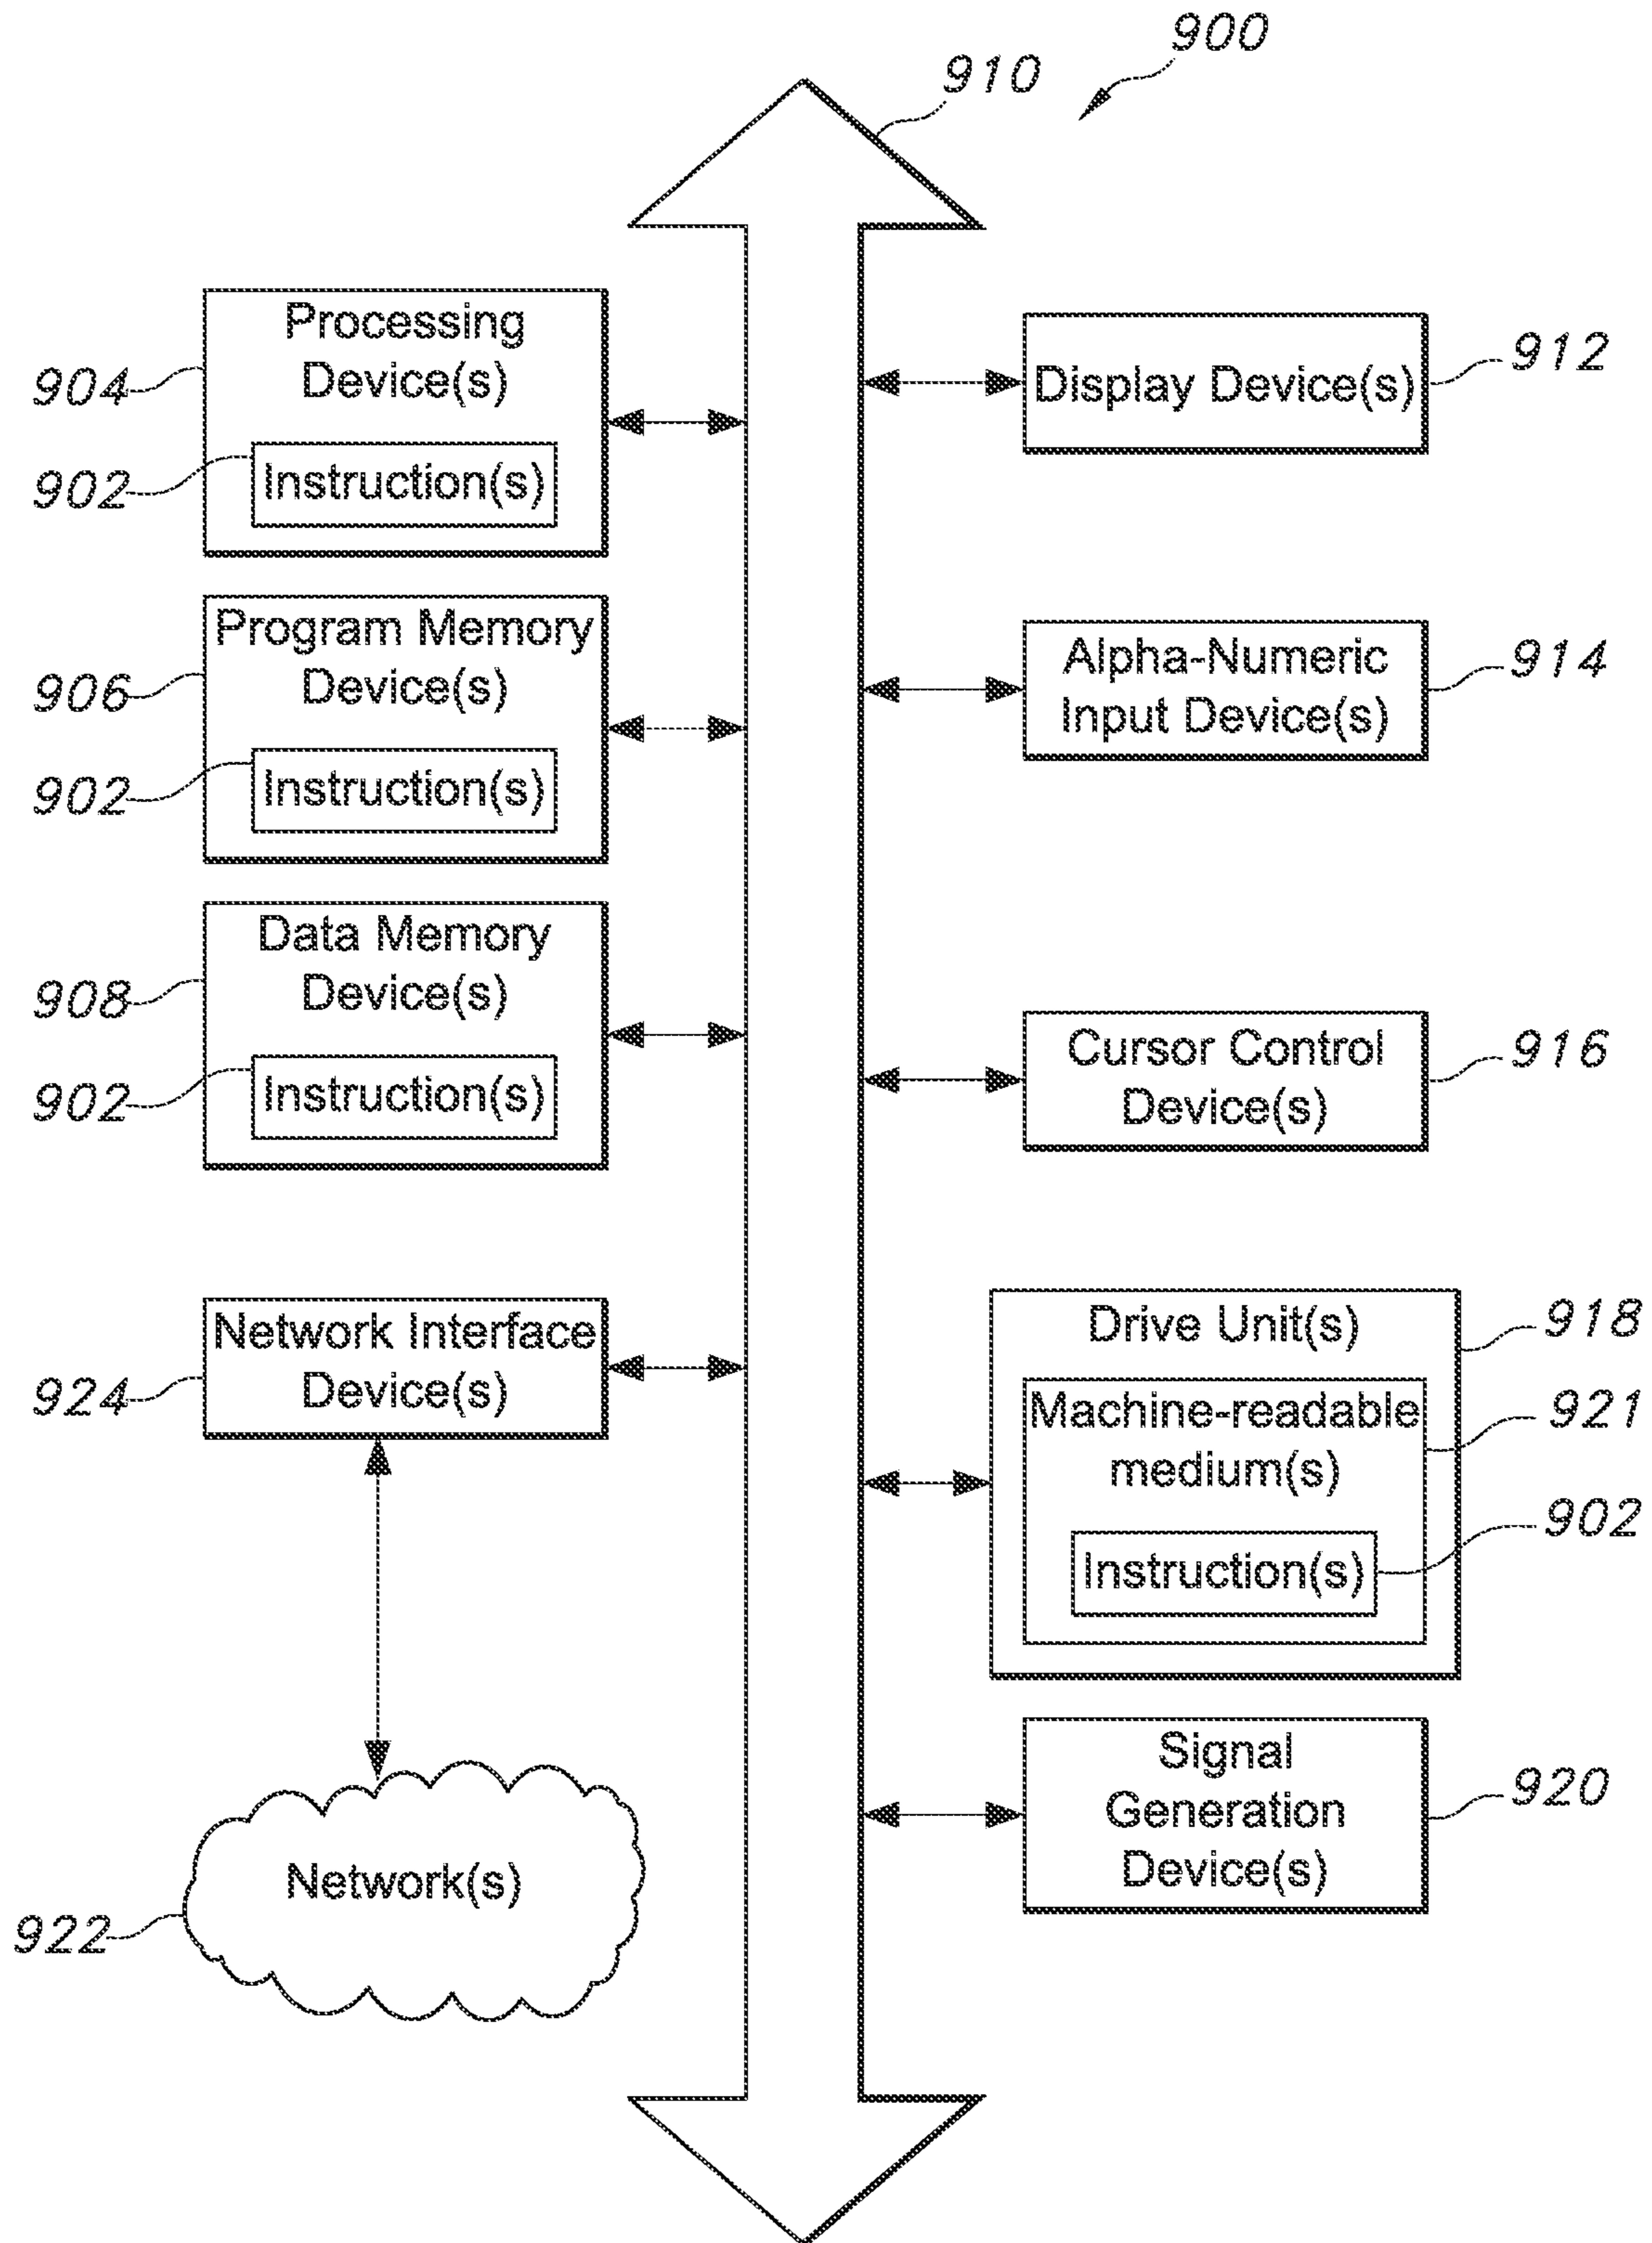 900
910
Processing
Device(s)
904
902
Instruction(s)
Program Memory
Device(s)
906
902
Instruction(s)
Data Memory
Device(s)
908
902
Instruction(s)
Network Interface
Device(s)
924
Network(s)
922
Display Device(s)
912
Alpha-Numeric
Input Device(s)
914
Cursor Control
Device(s)
916
Drive Unit(s)
918
Machine-readable
medium(s)
921
902
Instruction(s)
Signal
Generation
Device(s)
920